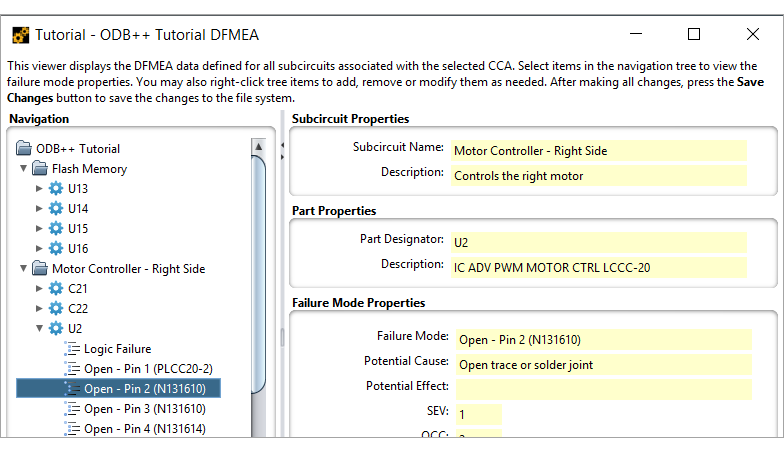 Tutorial - ODB++ Tutorial DFMEA
This viewer displays the DFMEA data defined for all subcircuits associated with the selected CCA. Select items in the navigation tree to view the
failure mode properties. You may also right-click tree items to add, remove or modify them as needed. After making all changes, press the Save
Changes button to save the changes to the file system.
Navigation
ODB++ Tutorial
Flash Memory
U13
U14
U15
U16
Motor Controller - Right Side
C21
C22
U2
Logic Failure
Open - Pin 1 (PLCC20-2)
Open - Pin 2 (N131610)
Open - Pin 3 (N131610)
Open - Pin 4 (N131614)
Subcircuit Properties
Subcircuit Name: Motor Controller - Right Side
Description: Controls the right motor
Part Properties
Part Designator: U2
Description: IC ADV PWM MOTOR CTRL LCCC-20
Failure Mode Properties
Failure Mode: Open - Pin 2 (N131610)
Potential Cause: Open trace or solder joint
Potential Effect:
SEV: 1
OCC: